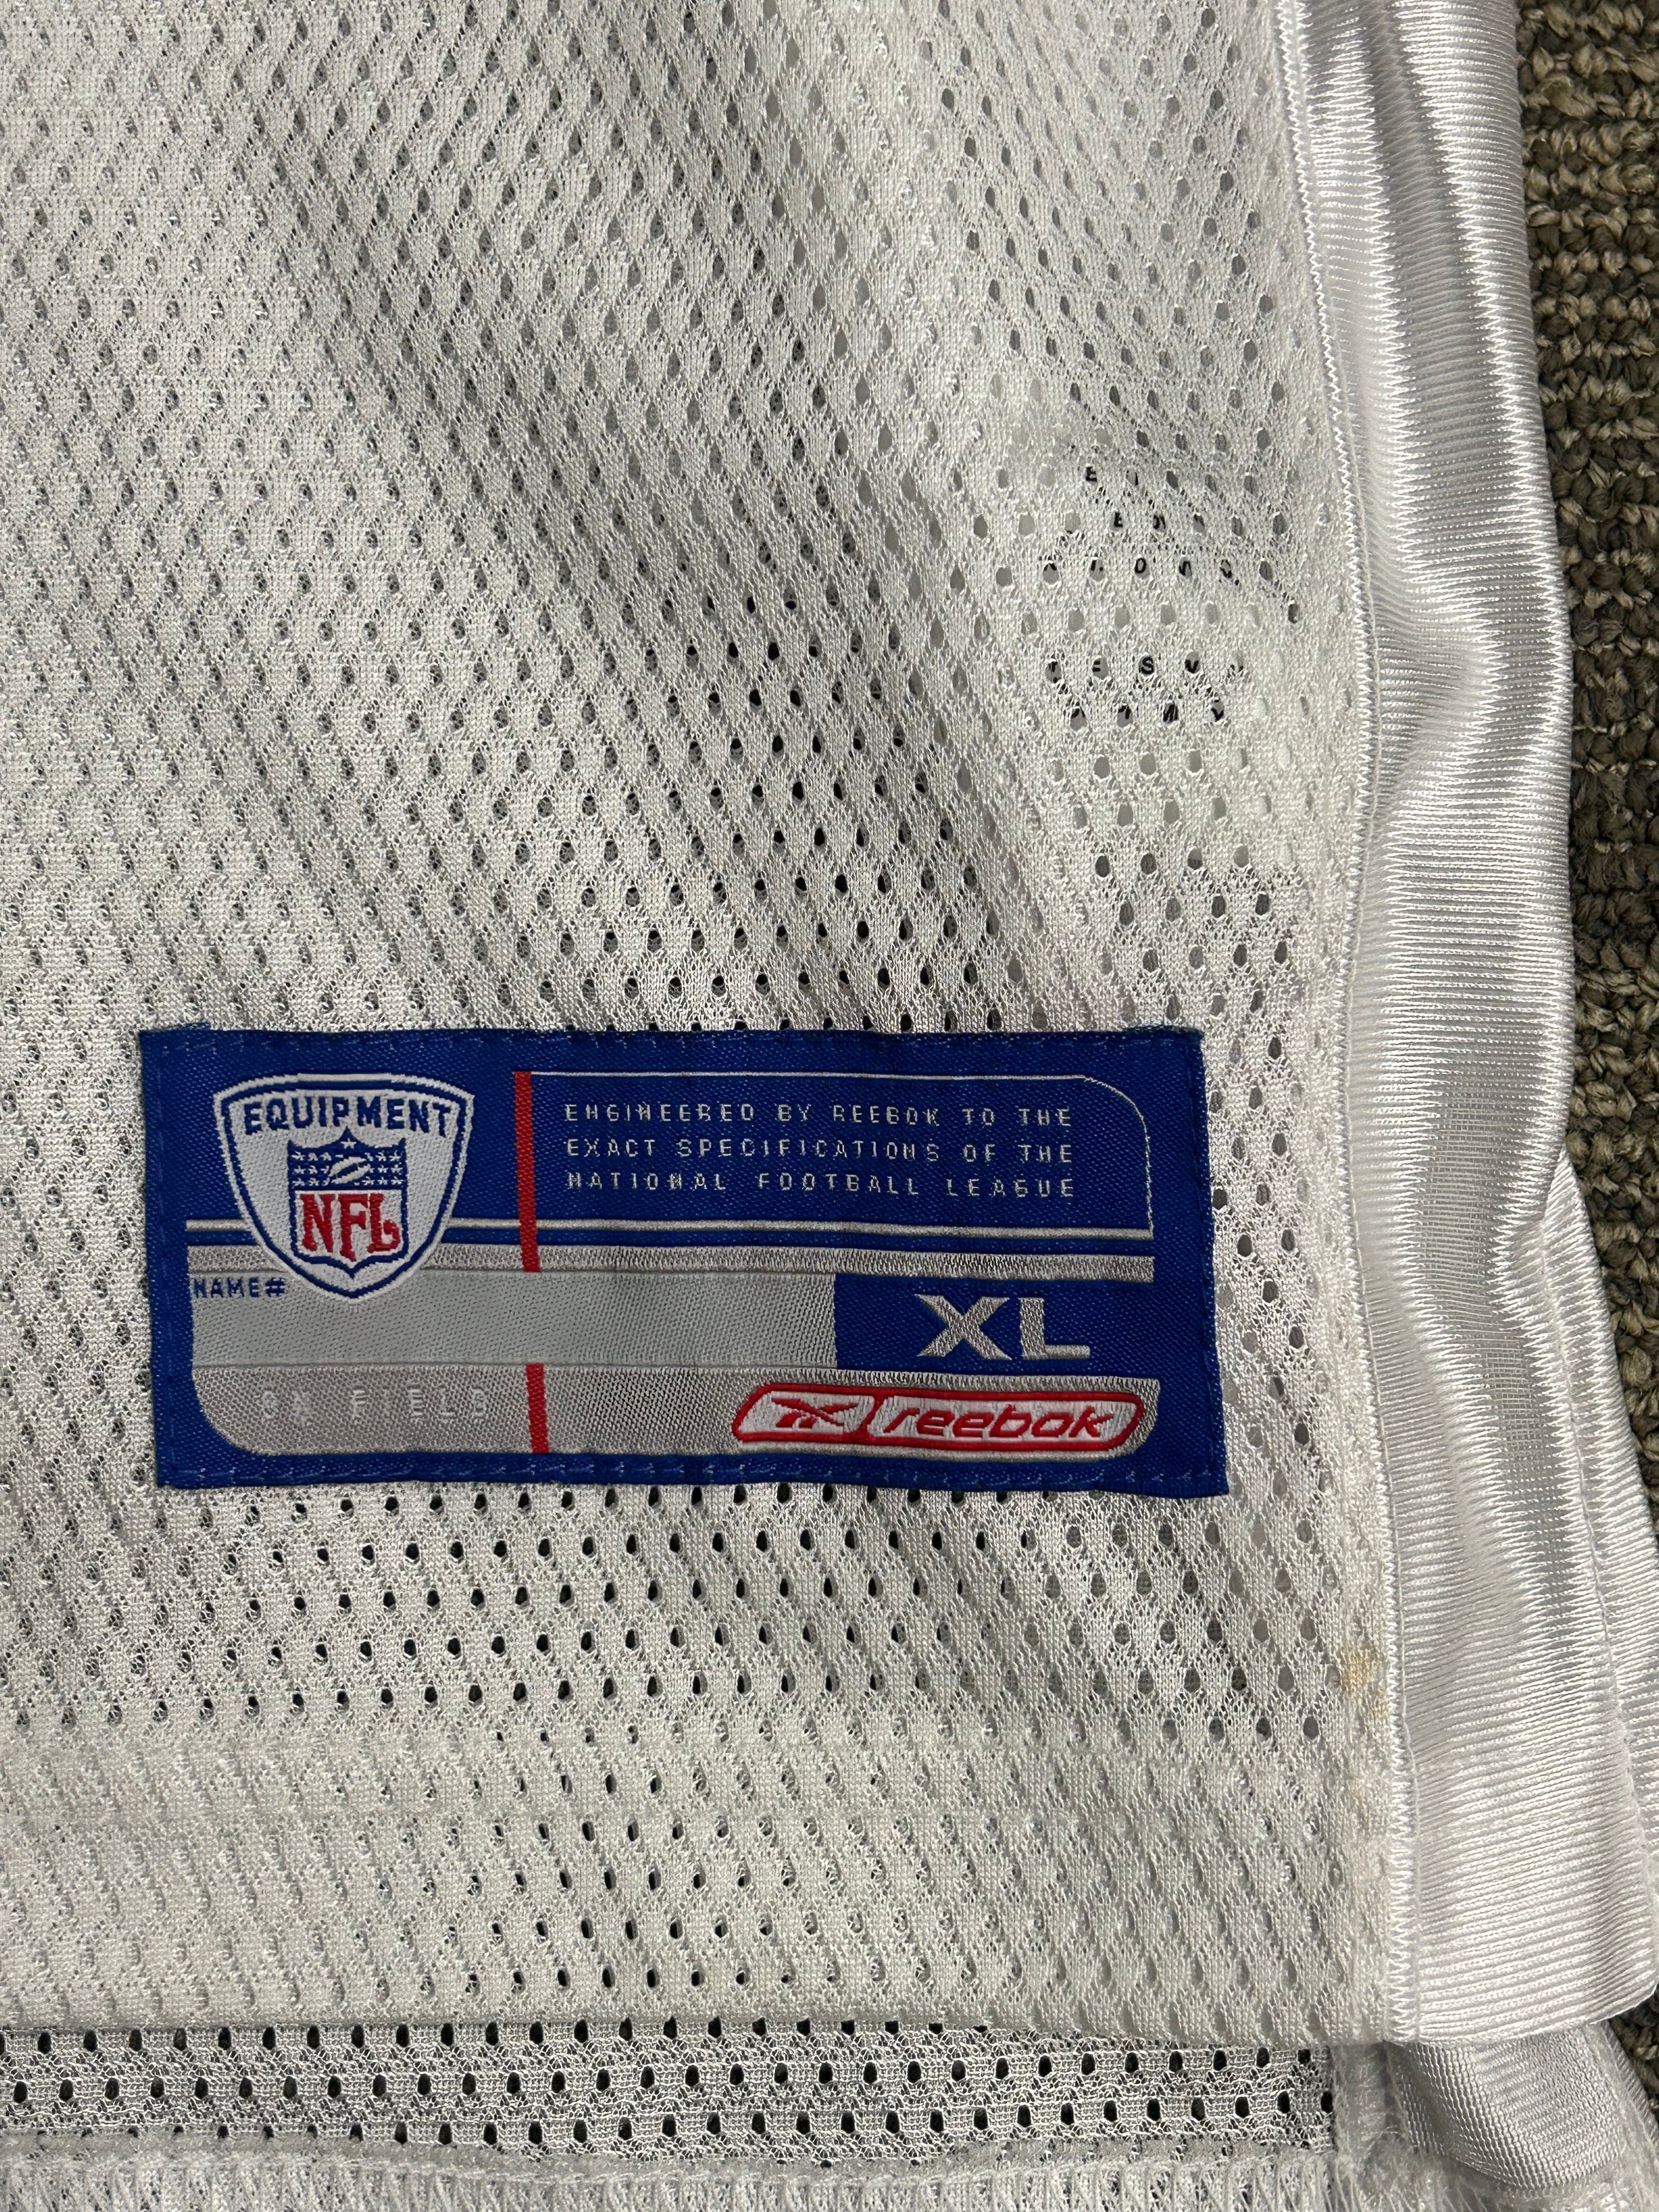 EQUIPMENT
NFL
ENGINEERED BY REEBOK TO THE
EXACT SPECIFICATIONS OF THE
NATIONAL FOOTBALL LEAGUE
NAME#
XL
ON FIELD
reebok